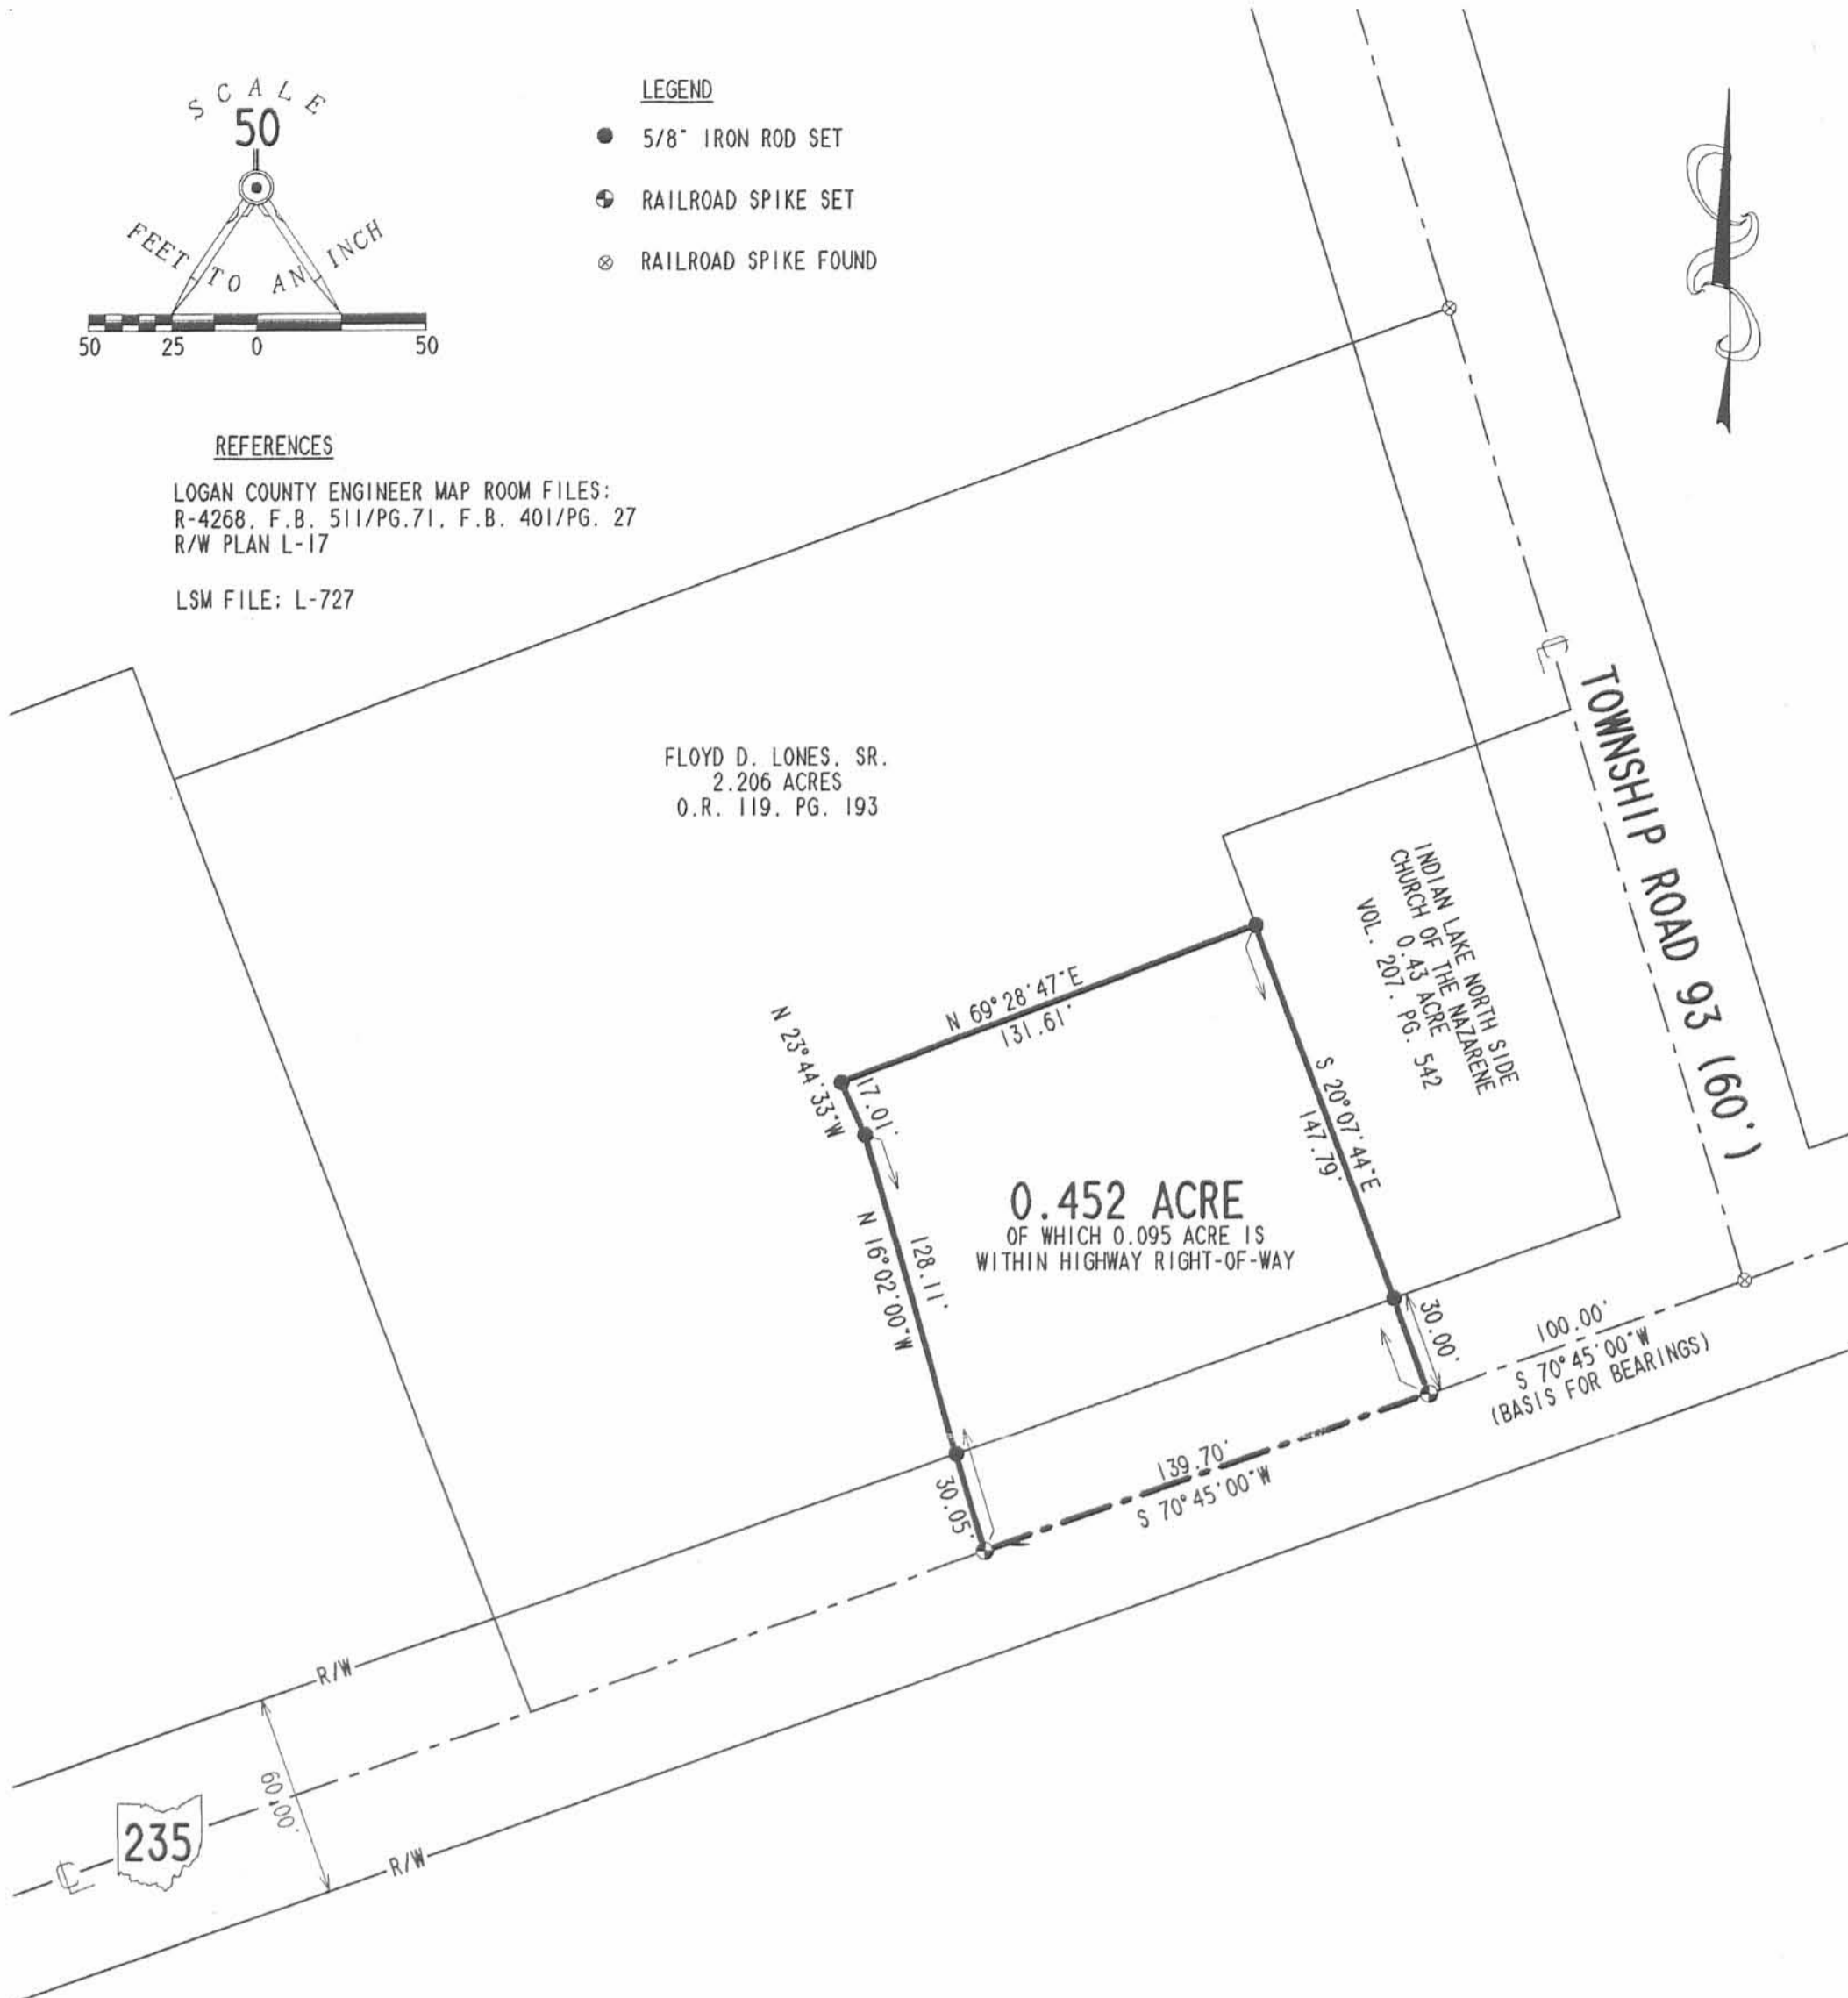 SCALE
50
FEET TO AN INCH
50 25 0 50
LEGEND
5/8" IRON ROD SET
RAILROAD SPIKE SET
RAILROAD SPIKE FOUND
REFERENCES
LOGAN COUNTY ENGINEER MAP ROOM FILES:
R-4268, F.B. 511/PG.71, F.B. 401/PG. 27
R/W PLAN L-17
LSM FILE: L-727
FLOYD D. LONES, SR.
2.206 ACRES
O.R. 119, PG. 193
CL
TOWNSHIP ROAD 93 (60')
INDIAN LAKE NORTH SIDE
CHURCH OF THE NAZARENE
0.43 ACRE
VOL. 207, PG. 542
N 69°28'47"E
131.61'
N 23°44'33"W
17.01'
S 20°07'44"E
147.79'
0.452 ACRE
OF WHICH 0.095 ACRE IS
WITHIN HIGHWAY RIGHT-OF-WAY
128.11'
N 16°02'00"W
30.00'
100.00'
S 70°45'00"W
(BASIS FOR BEARINGS)
139.70'
S 70°45'00"W
30.05'
R/W
60.00'
235
CL
R/W